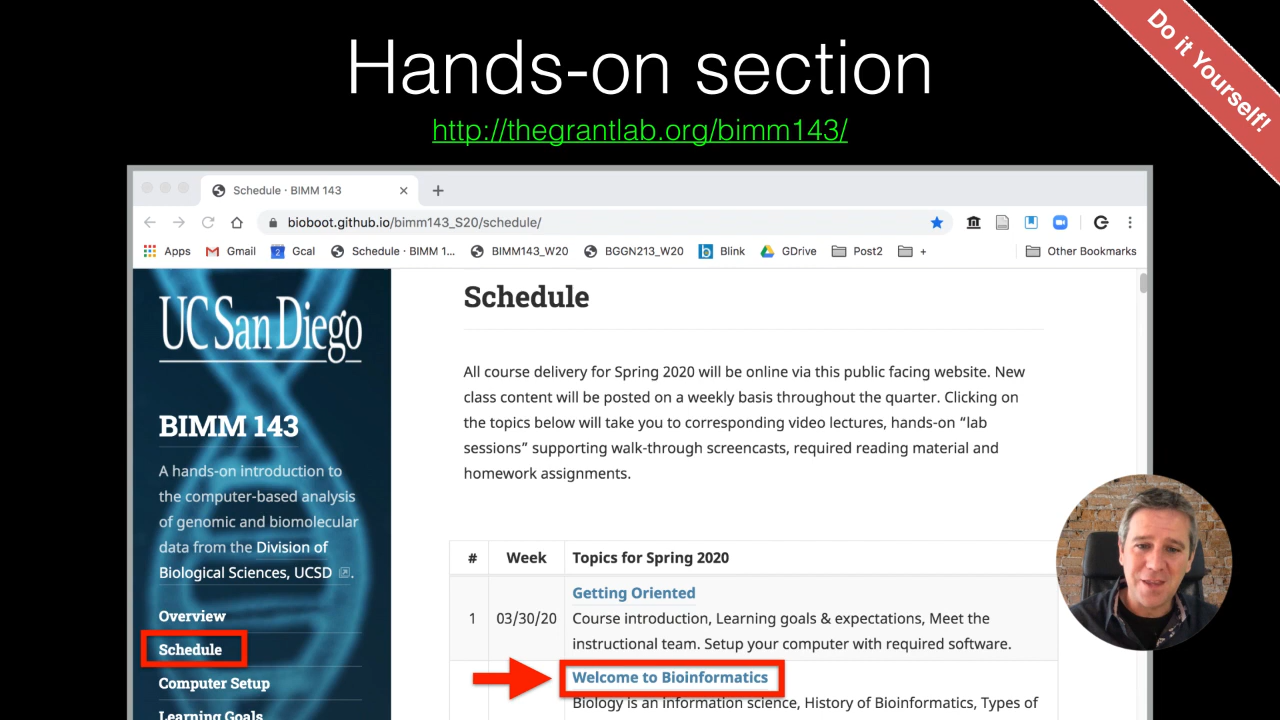 Hands-on section
Do it Yourself!
http://thegrantlab.org/bimm143/
Schedule · BIMM 143
bioboot.github.io/bimm143_S20/schedule/
Apps Gmail 2 Gcal Schedule · BIMM 1... BIMM143_W20 BGGN213_W20 b Blink GDrive Post2 + Other Bookmarks
UC San Diego
BIMM 143
A hands-on introduction to
the computer-based analysis
of genomic and biomolecular
data from the Division of
Biological Sciences, UCSD .
Overview
Schedule
Computer Setup
Learning Goals
Schedule
All course delivery for Spring 2020 will be online via this public facing website. New
class content will be posted on a weekly basis throughout the quarter. Clicking on
the topics below will take you to corresponding video lectures, hands-on “lab
sessions” supporting walk-through screencasts, required reading material and
homework assignments.
# Week Topics for Spring 2020
Getting Oriented
1 03/30/20 Course introduction, Learning goals & expectations, Meet the
instructional team. Setup your computer with required software.
Welcome to Bioinformatics
Biology is an information science, History of Bioinformatics, Types of